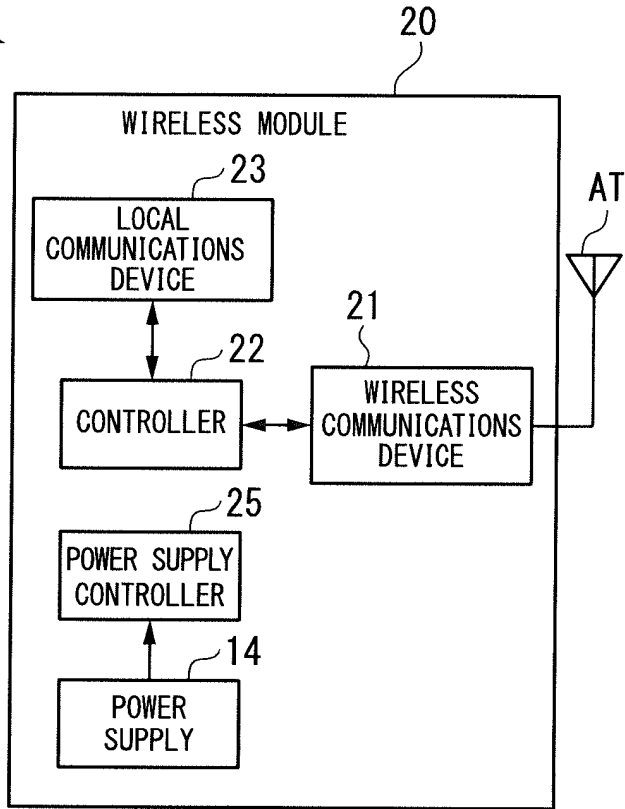 20
WIRELESS MODULE
23
LOCAL
COMMUNICATIONS
DEVICE
AT
22
CONTROLLER
21
WIRELESS
COMMUNICATIONS
DEVICE
25
POWER SUPPLY
CONTROLLER
14
POWER
SUPPLY